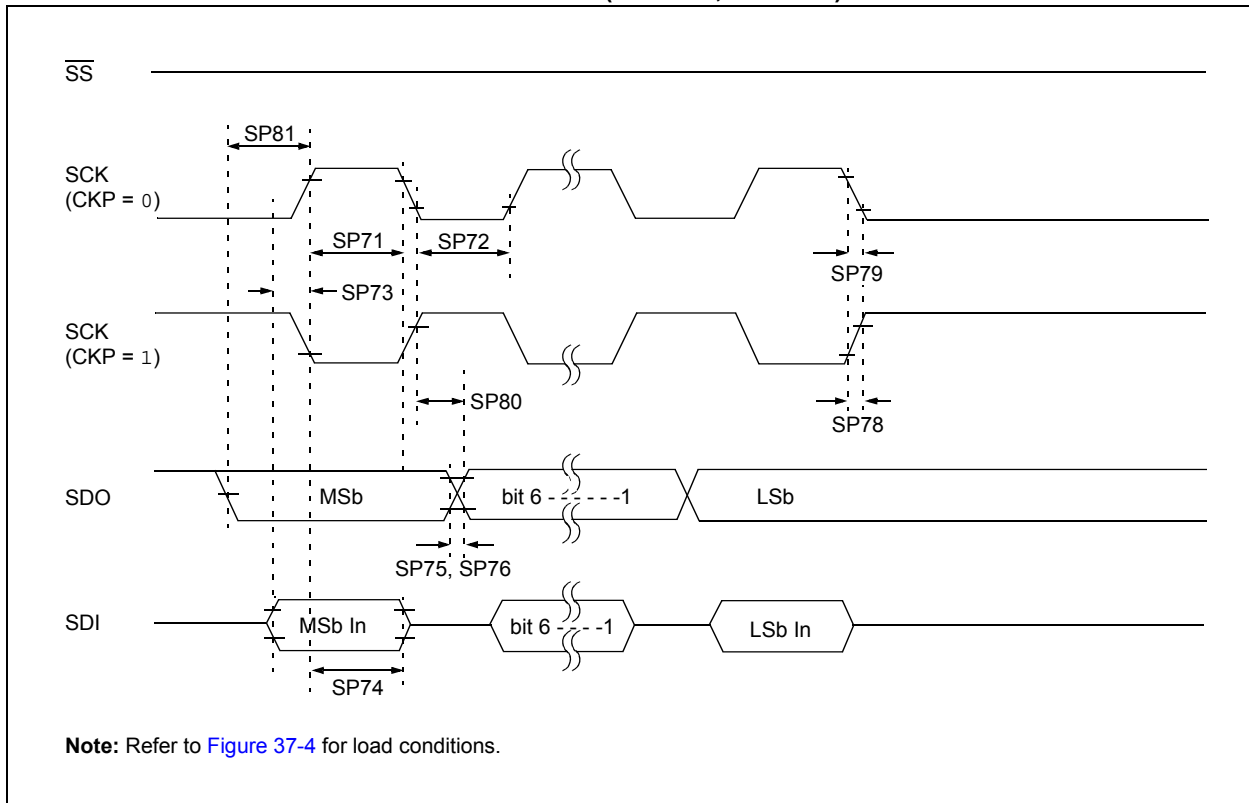 SS
SP81
SCK
(CKP = 0)
SP71
SP72
SP79
SP73
SCK
(CKP = 1)
SP80
SP78
SDO
MSb
bit 6 - - - - - -1
LSb
SP75, SP76
SDI
MSb In
bit 6 - - - -1
LSb In
SP74
Note: Refer to Figure 37-4 for load conditions.